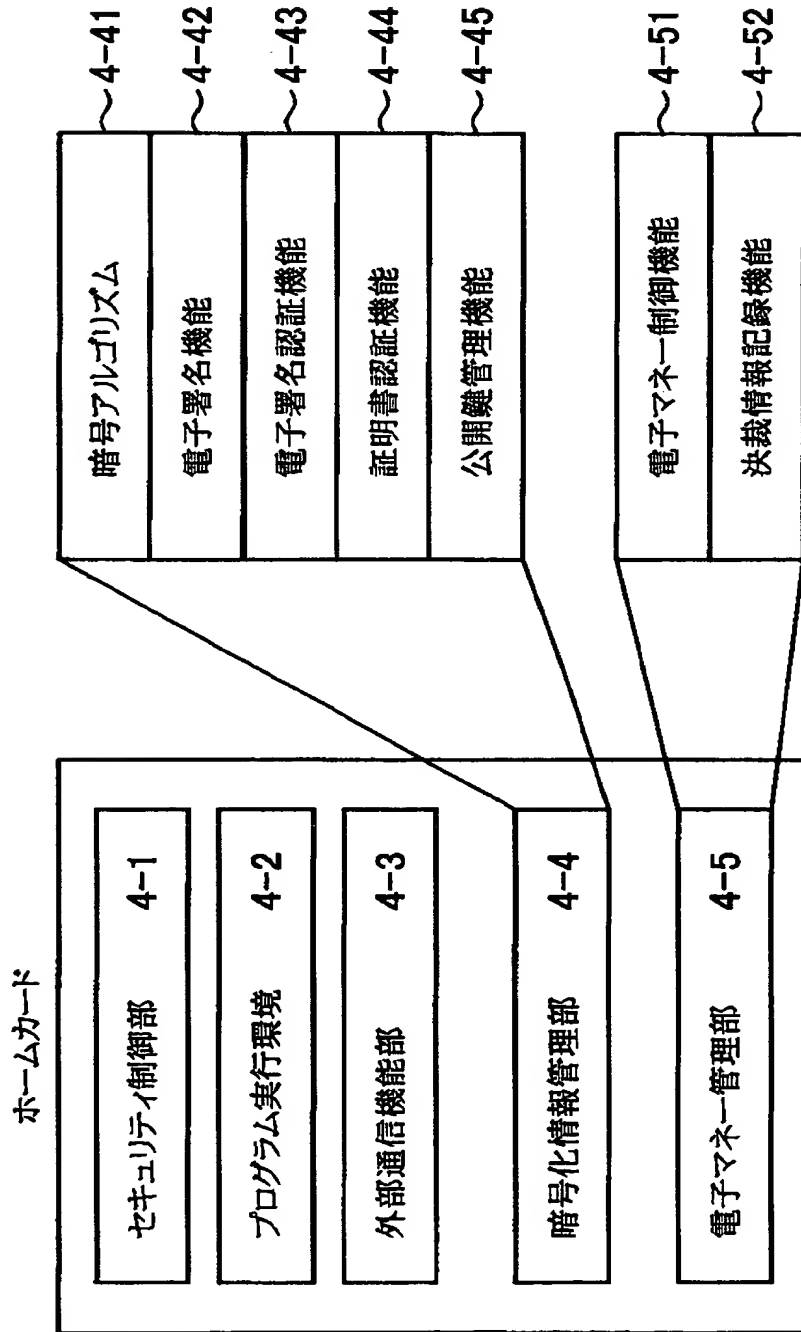 ホームカード
セキュリティ制御部 4-1
プログラム実行環境 4-2
外部通信機能部 4-3
暗号化情報管理部 4-4
電子マネー管理部 4-5
暗号アルゴリズム 4-41
電子署名機能 4-42
電子署名認証機能 4-43
証明書認証機能 4-44
公開鍵管理機能 4-45
電子マネー制御機能 4-51
決裁情報記録機能 4-52